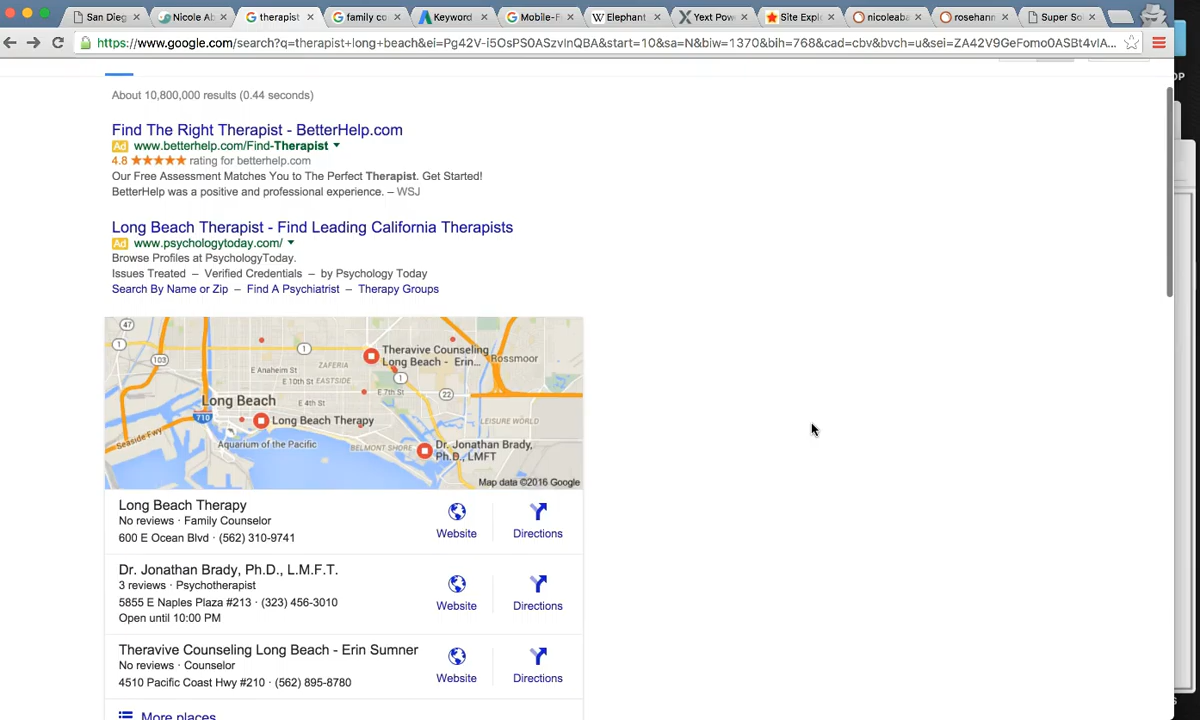 San Dieg
Nicole Ab
therapist
family co
Keyword
Mobile-F
Elephant
Yext Pow
Site Expl
nicoleaba
rosehann
Super So
https://www.google.com/search?q=therapist+long+beach&ei=Pg42V-i5OsPS0ASzvInQBA&start=10&sa=N&biw=1370&bih=768&cad=cbv&bvch=u&sei=ZA42V9GeFomo0ASBt4vIA...
About 10,800,000 results (0.44 seconds)
Find The Right Therapist - BetterHelp.com
Ad www.betterhelp.com/Find-Therapist
4.8 ★★★★★ rating for betterhelp.com
Our Free Assessment Matches You to The Perfect Therapist. Get Started!
BetterHelp was a positive and professional experience. – WSJ
Long Beach Therapist - Find Leading California Therapists
Ad www.psychologytoday.com/
Browse Profiles at PsychologyToday.
Issues Treated – Verified Credentials – by Psychology Today
Search By Name or Zip – Find A Psychiatrist – Therapy Groups
47
1
103
1
ZAFERIA
E Anaheim St
E 10th St EASTSIDE
Theravive Counseling
Long Beach - Erin...
Rossmoor
1
E 7th St
22
Long Beach
E 4th St
710
Long Beach Therapy
LEISURE WORLD
Seaside Fwy
Aquarium of the Pacific
BELMONT SHORE
Dr. Jonathan Brady,
Ph.D., LMFT
Map data ©2016 Google
Long Beach Therapy
No reviews · Family Counselor
600 E Ocean Blvd · (562) 310-9741
Website
Directions
Dr. Jonathan Brady, Ph.D., L.M.F.T.
3 reviews · Psychotherapist
5855 E Naples Plaza #213 · (323) 456-3010
Open until 10:00 PM
Website
Directions
Theravive Counseling Long Beach - Erin Sumner
No reviews · Counselor
4510 Pacific Coast Hwy #210 · (562) 895-8780
Website
Directions
More places